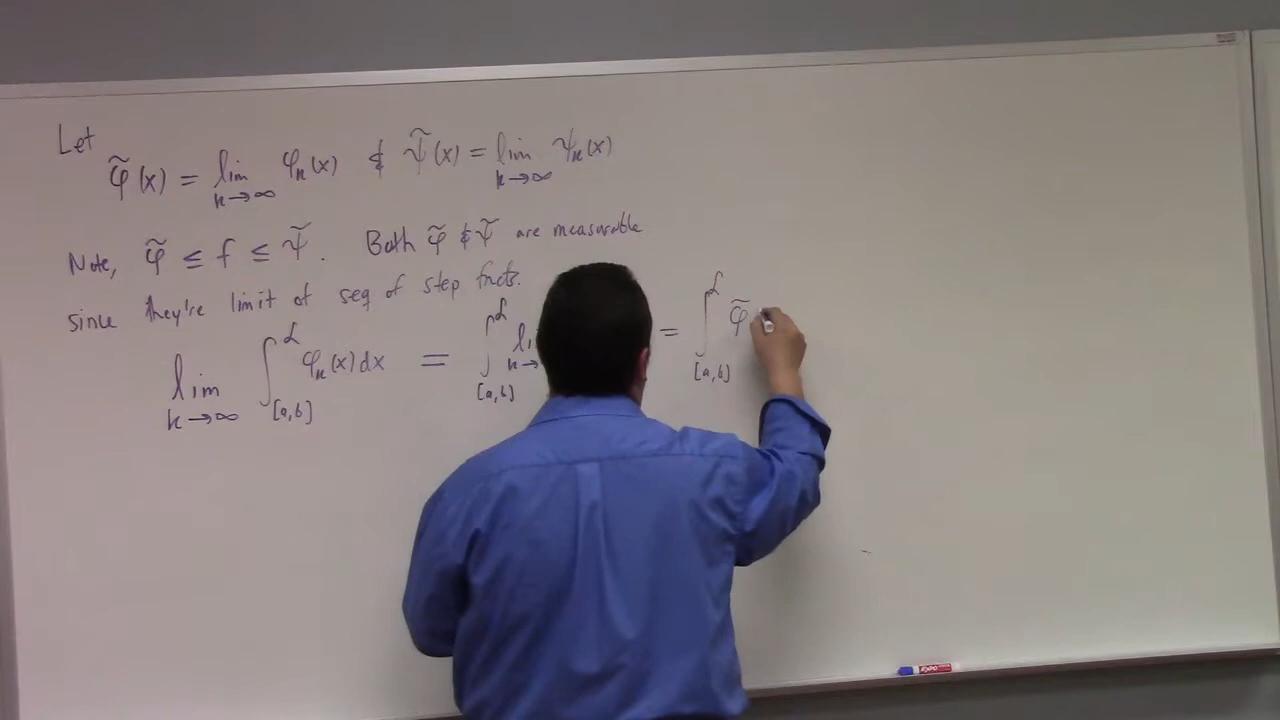 Let
φ̃(x) = lim k→∞ φₖ(x) & ψ̃(x) = lim k→∞ ψₖ(x)
Note, φ̃ ≤ f ≤ ψ̃. Both φ̃ & ψ̃ are measurable
since they're limit of seq of step fncts.
lim k→∞ ∫^L [a,b] φₖ(x)dx = ∫^L [a,b] = ∫^L [a,b] φ̃
EXPO